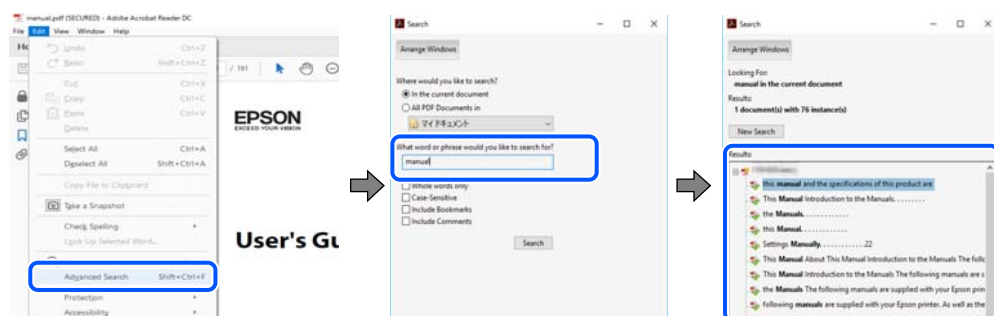 manual.pdf (SECURED) - Adobe Acrobat Reader DC
File Edit View Window Help
Undo Ctrl+Z
Redo Shift+Ctrl+Z
Cut Ctrl+X
Copy Ctrl+C
Paste Ctrl+V
Delete
Select All Ctrl+A
Deselect All Shift+Ctrl+A
Copy File to Clipboard
Take a Snapshot
Check Spelling
Look Up Selected Word...
Advanced Search Shift+Ctrl+F
Protection
Accessibility
/ 181
EPSON
EXCEED YOUR VISION
User's Gu
Search
Arrange Windows
Where would you like to search?
In the current document
All PDF Documents in
マイ ドキュメント
What word or phrase would you like to search for?
manual
Whole words only
Case-Sensitive
Include Bookmarks
Include Comments
Search
Search
Arrange Windows
Looking For:
manual in the current document
Results:
1 document(s) with 76 instance(s)
New Search
Results:
this manual and the specifications of this product are
This Manual Introduction to the Manuals. . . . . . . .
the Manuals. . . . . . . . . . . .
this Manual. . . . . . . . . . . .
Settings Manually. . . . . . . . . . . .22
This Manual About This Manual Introduction to the Manuals The follo
This Manual Introduction to the Manuals The following manuals are s
the Manuals The following manuals are supplied with your Epson prin
following manuals are supplied with your Epson printer. As well as the